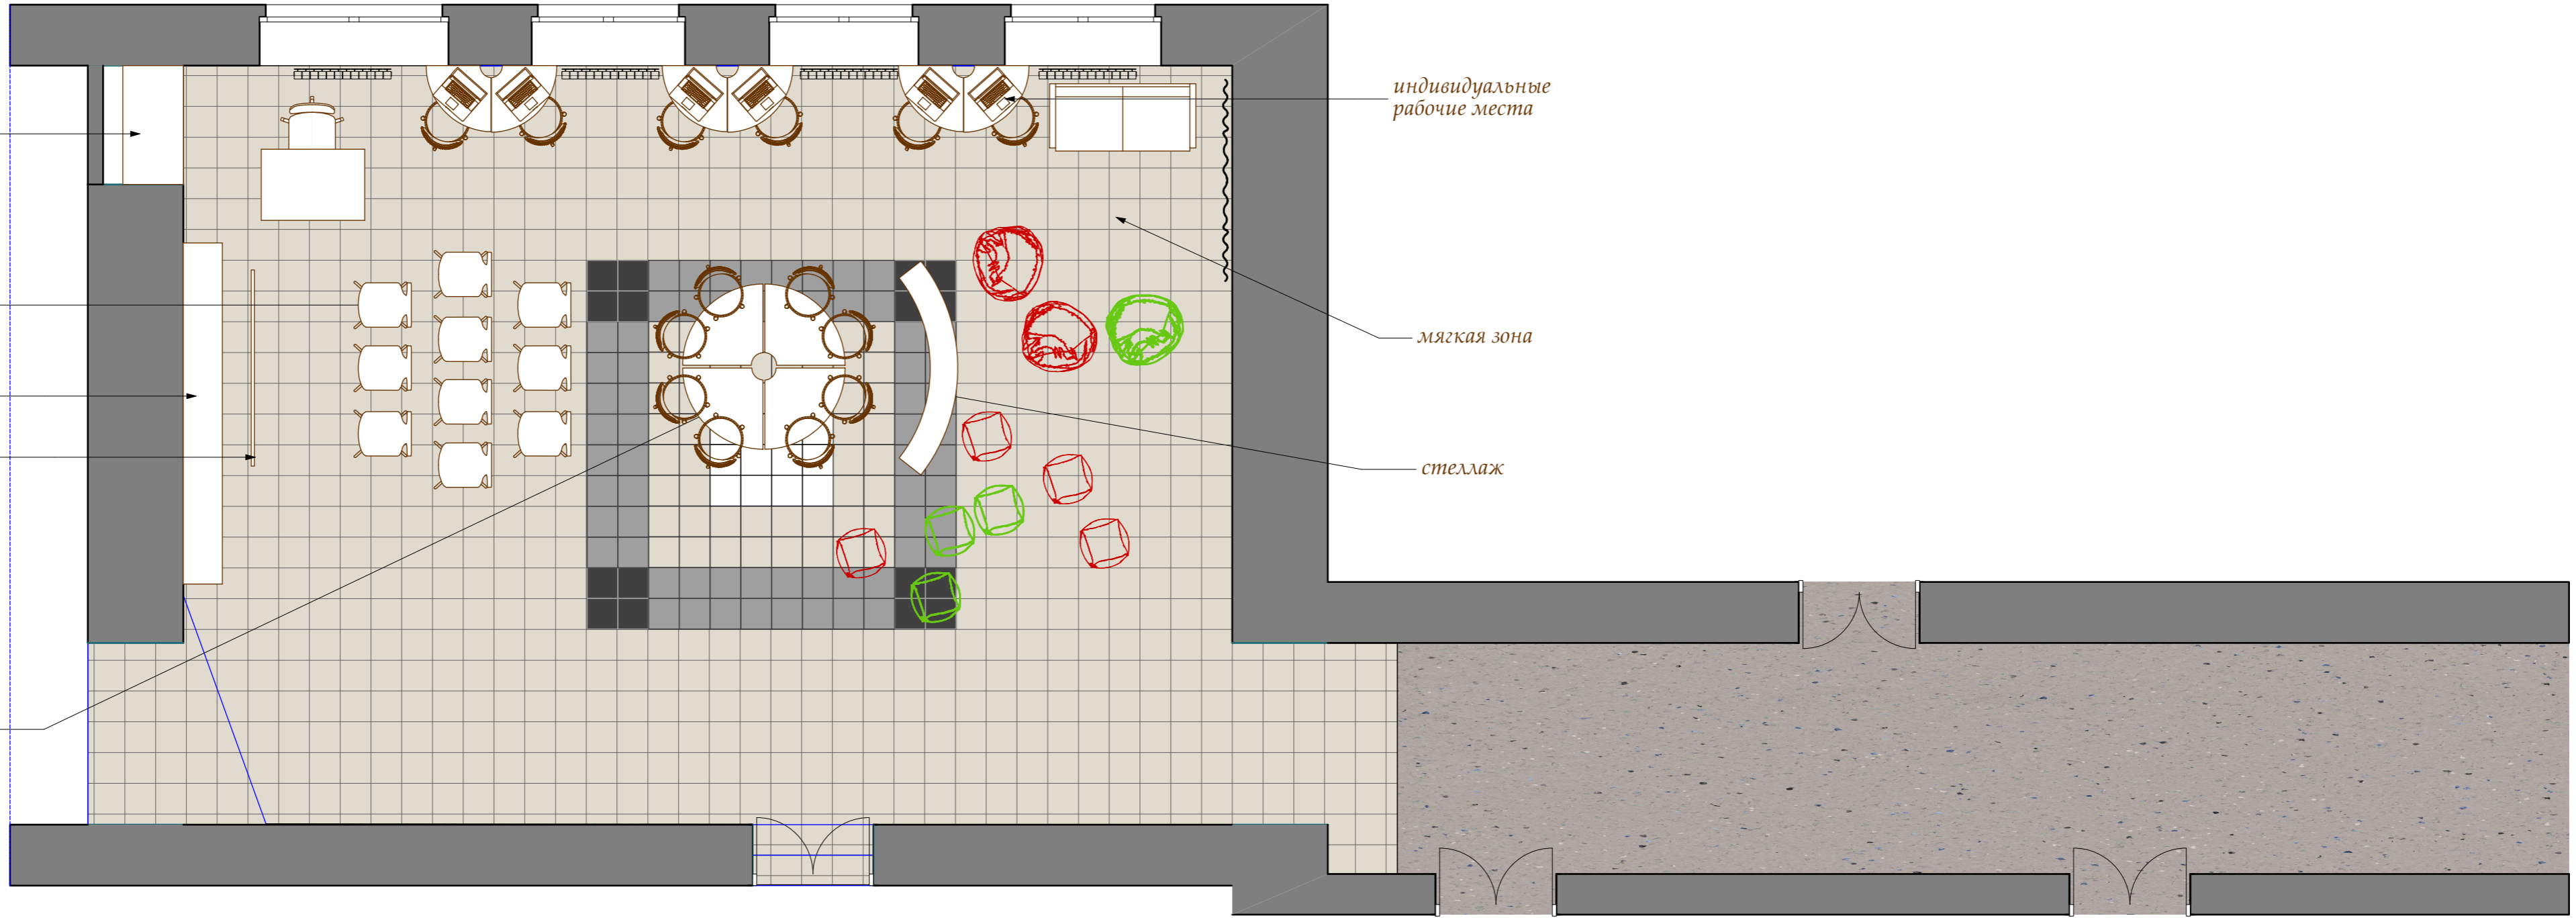 индивидуальные
рабочие места
мягкая зона
стеллаж